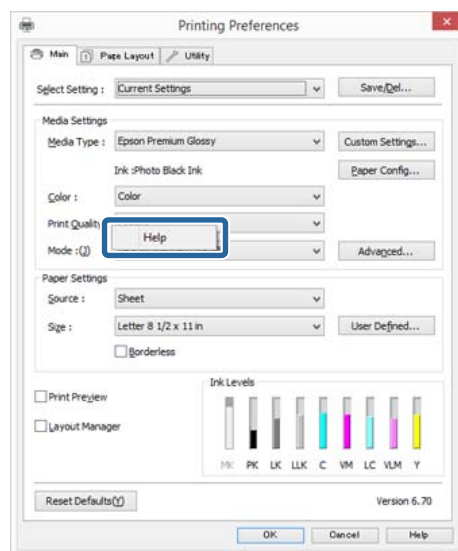 Printing Preferences
Main Page Layout Utility
Select Setting : Current Settings Save/Del...
Media Settings
Media Type : Epson Premium Glossy Custom Settings...
Ink :Photo Black Ink Paper Config...
Color : Color
Print Quality
Help
Mode :(J) Advanced...
Paper Settings
Source : Sheet
Size : Letter 8 1/2 x 11 in User Defined...
Borderless
Ink Levels
Print Preview
Layout Manager
MK PK LK LLK C VM LC VLM Y
Reset Defaults(Y) Version 6.70
OK Cancel Help